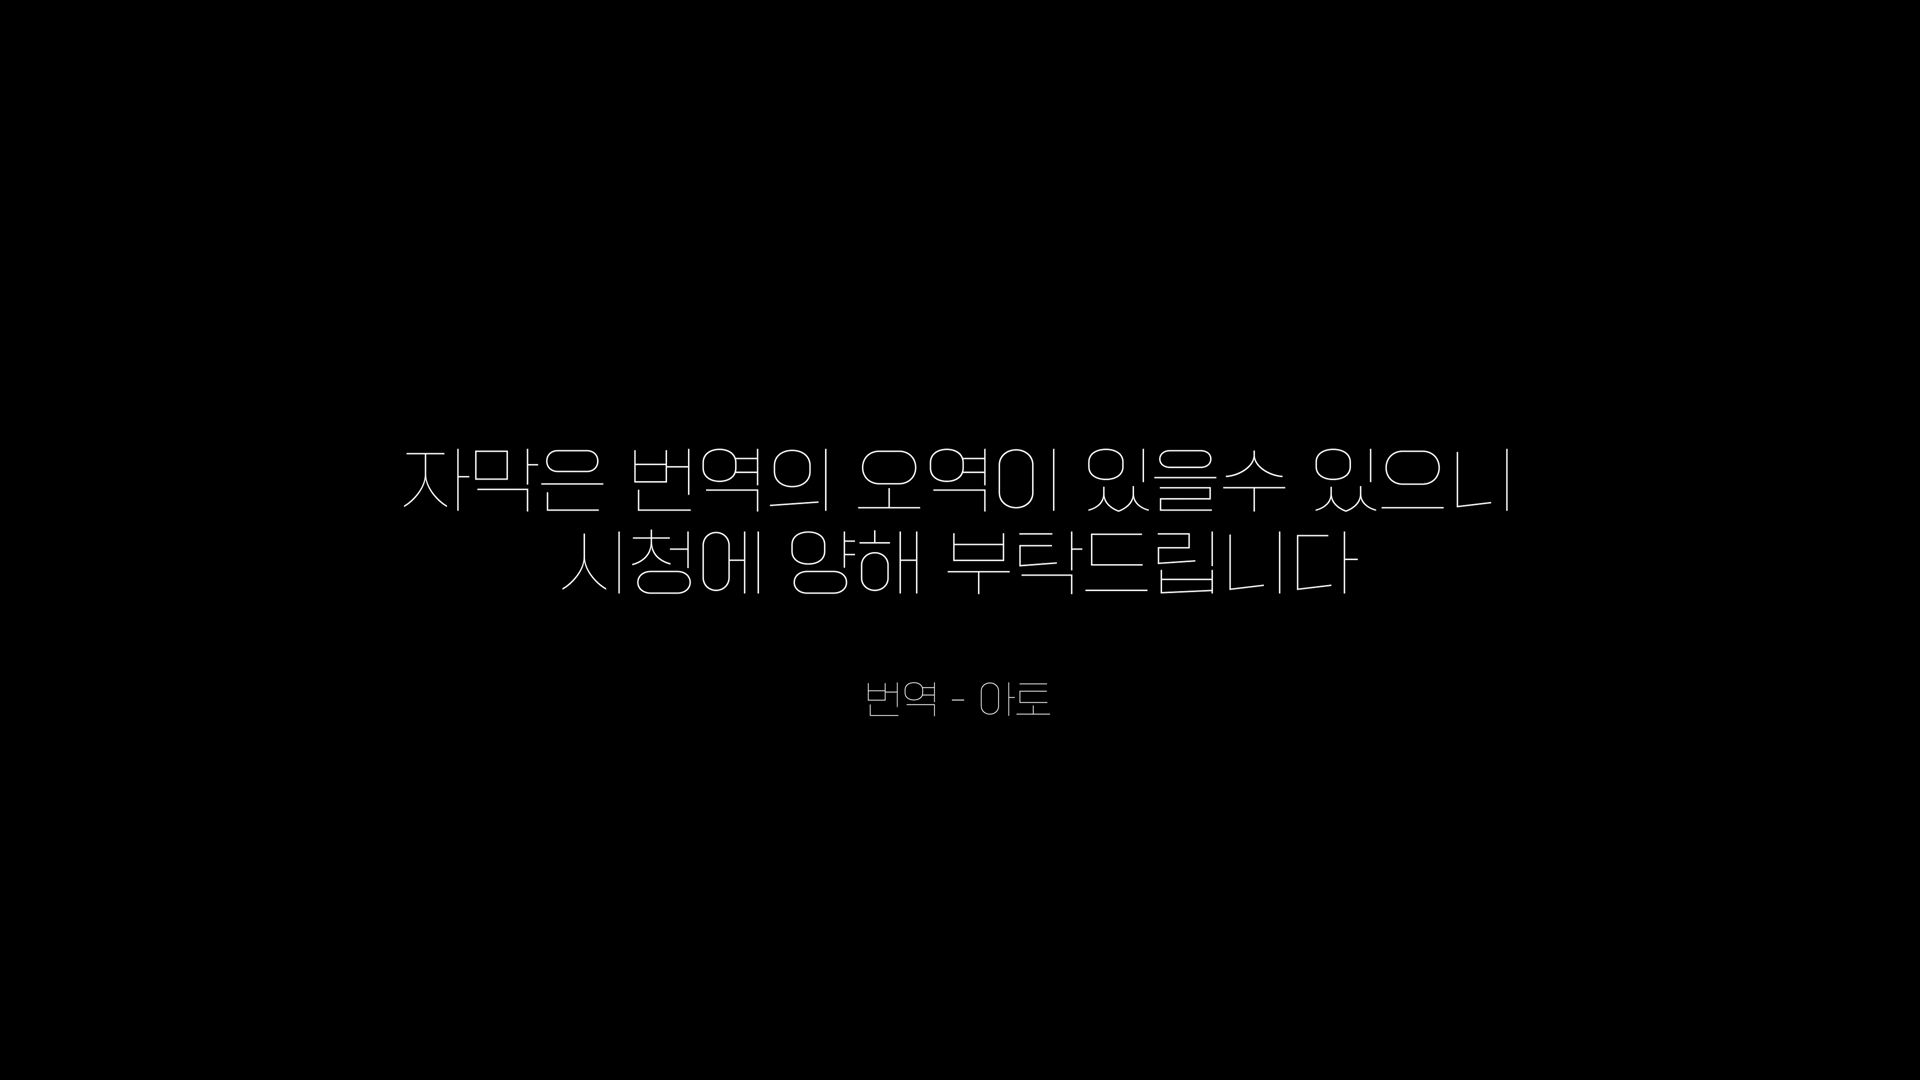 자막은 번역의 오역이 있을수 있으니
시청에 양해 부탁드립니다
번역 - 아토